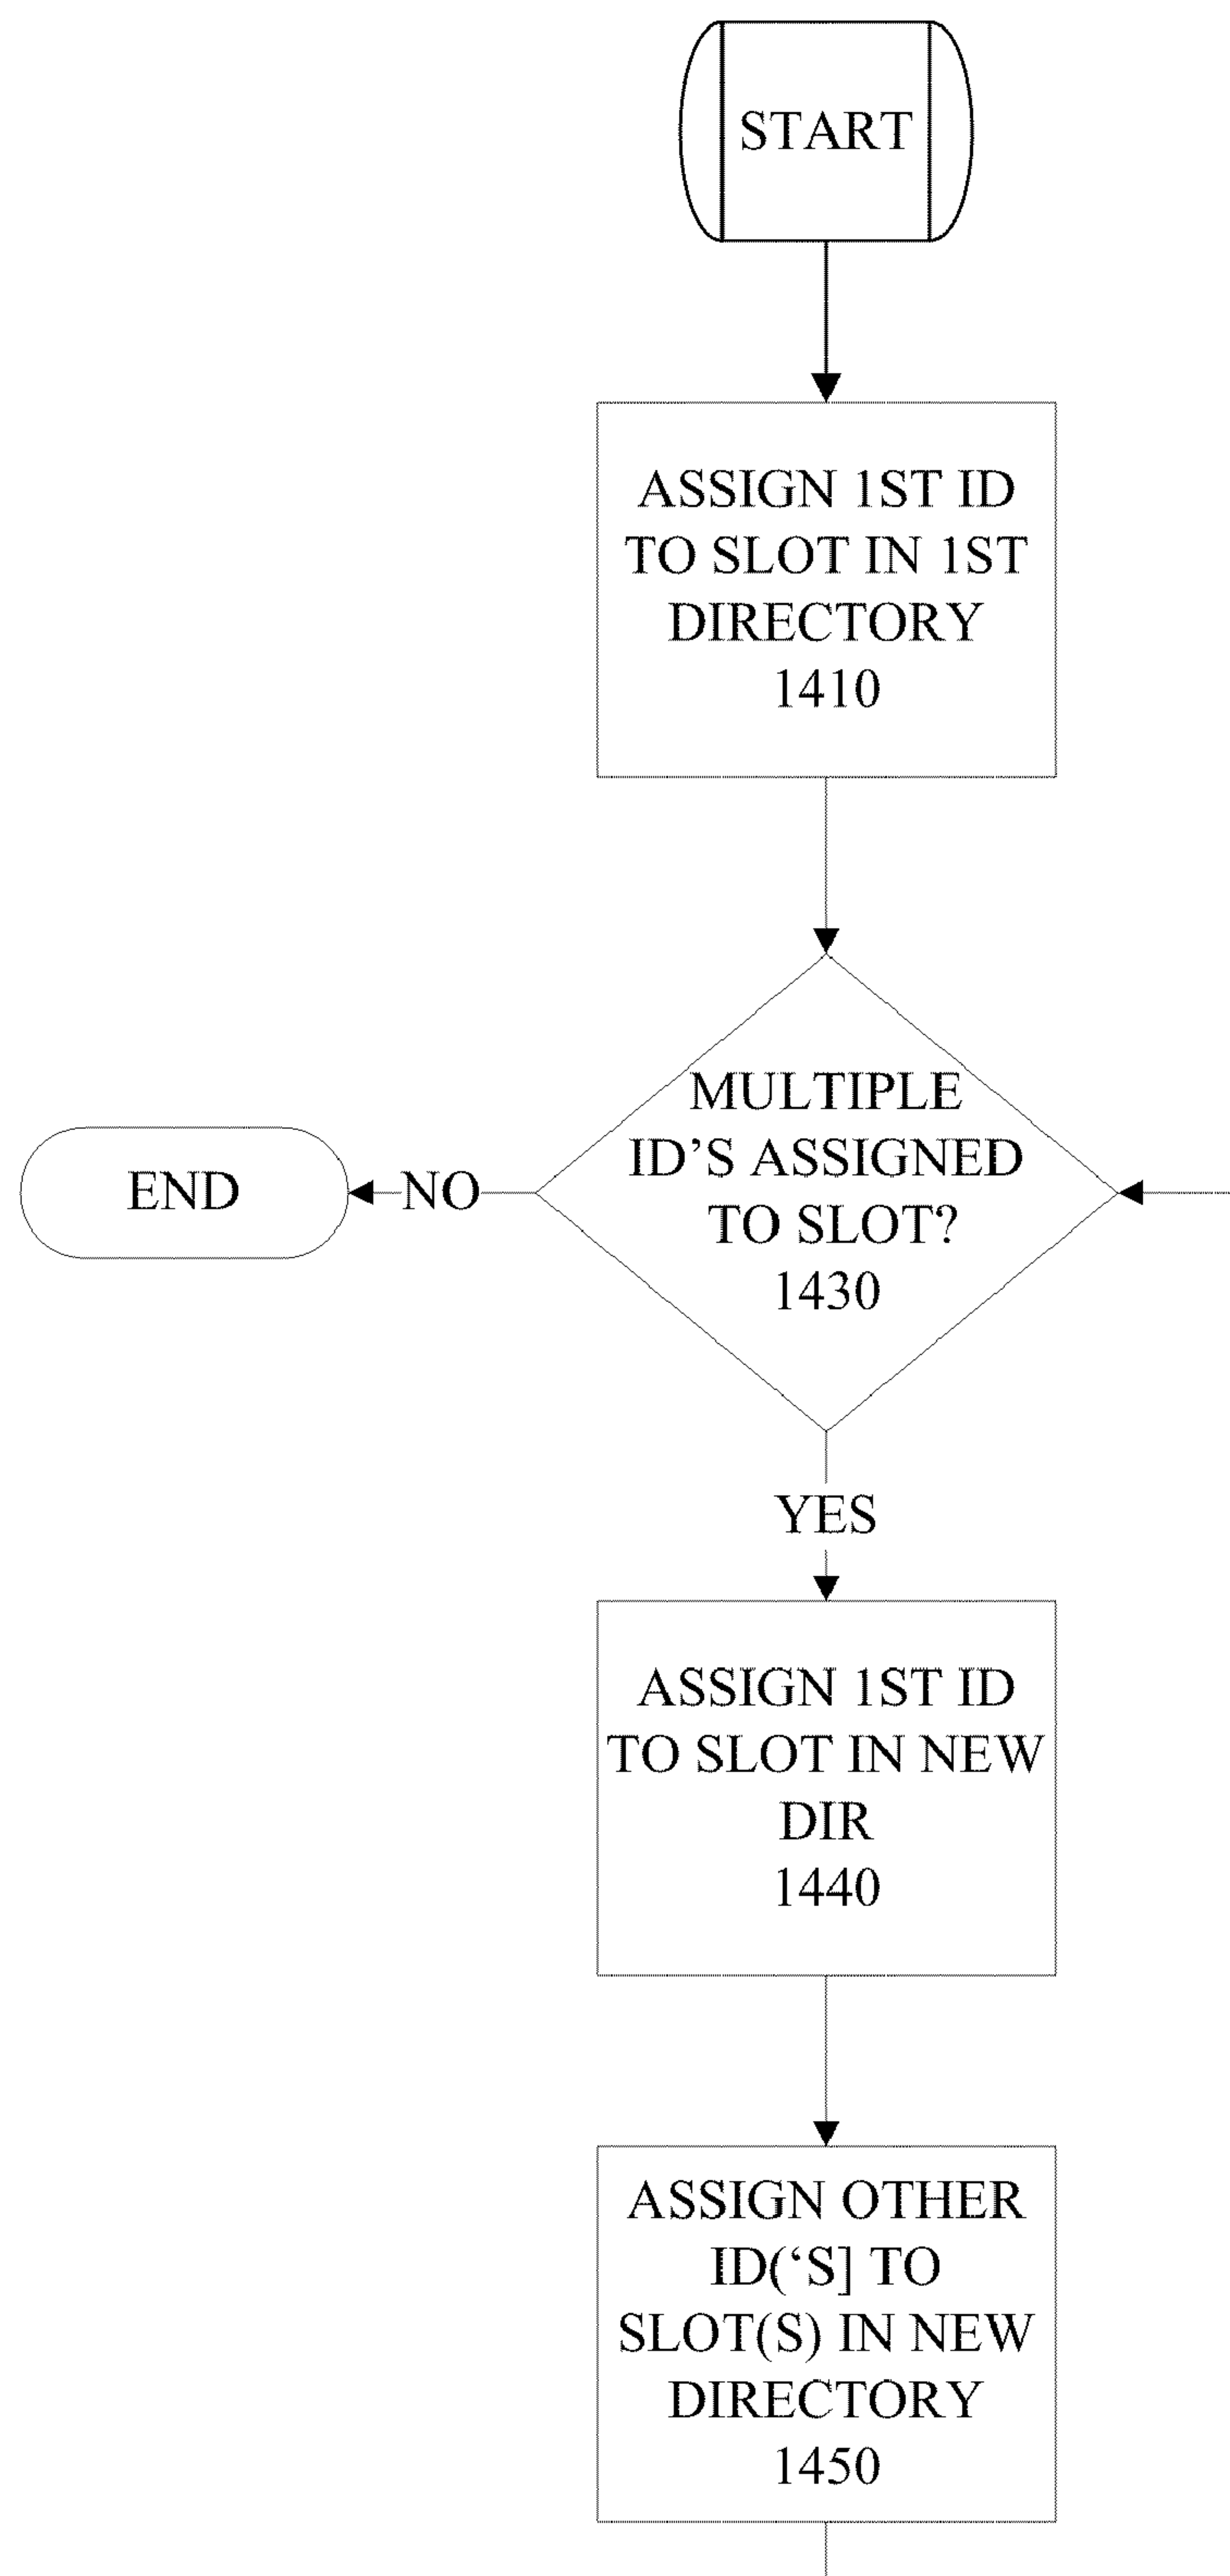 START
ASSIGN 1ST ID
TO SLOT IN 1ST
DIRECTORY
1410
MULTIPLE
ID’S ASSIGNED
TO SLOT?
1430
NO
END
YES
ASSIGN 1ST ID
TO SLOT IN NEW
DIR
1440
ASSIGN OTHER
ID(‘S] TO
SLOT(S) IN NEW
DIRECTORY
1450